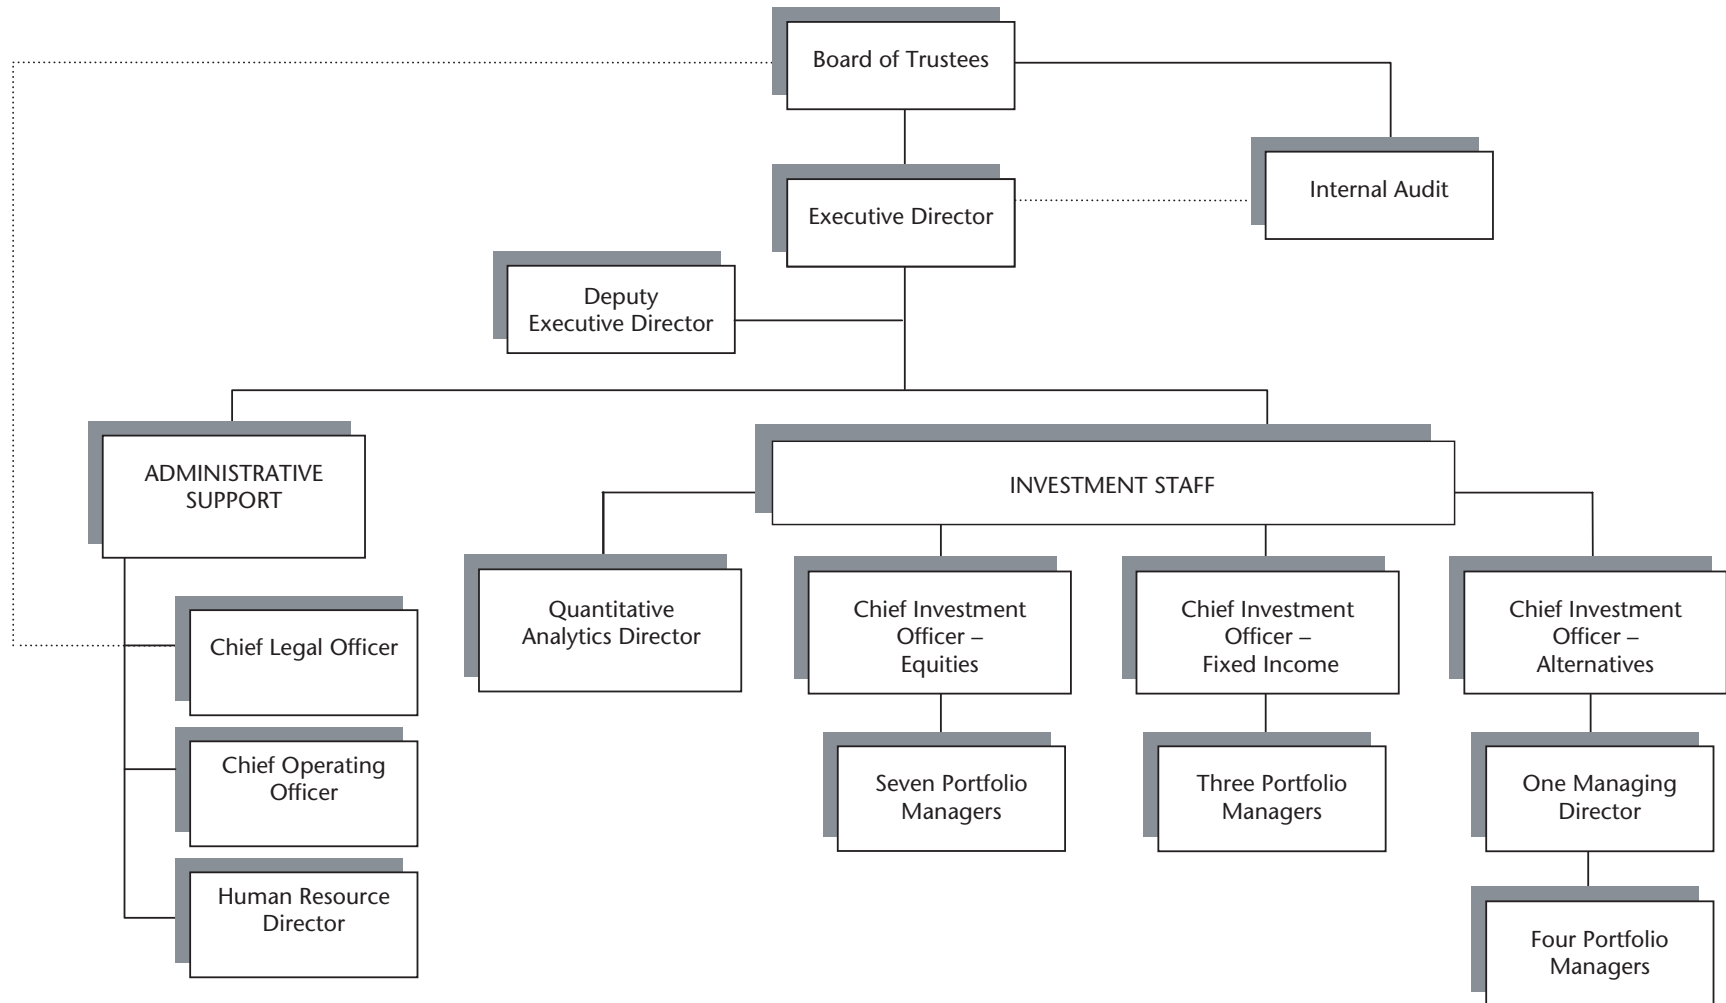 Board of Trustees
Internal Audit
Executive Director
Deputy
Executive Director
ADMINISTRATIVE
SUPPORT
INVESTMENT STAFF
Quantitative
Analytics Director
Chief Investment
Officer –
Equities
Chief Investment
Officer –
Fixed Income
Chief Investment
Officer –
Alternatives
Chief Legal Officer
Chief Operating
Officer
Human Resource
Director
Seven Portfolio
Managers
Three Portfolio
Managers
One Managing
Director
Four Portfolio
Managers